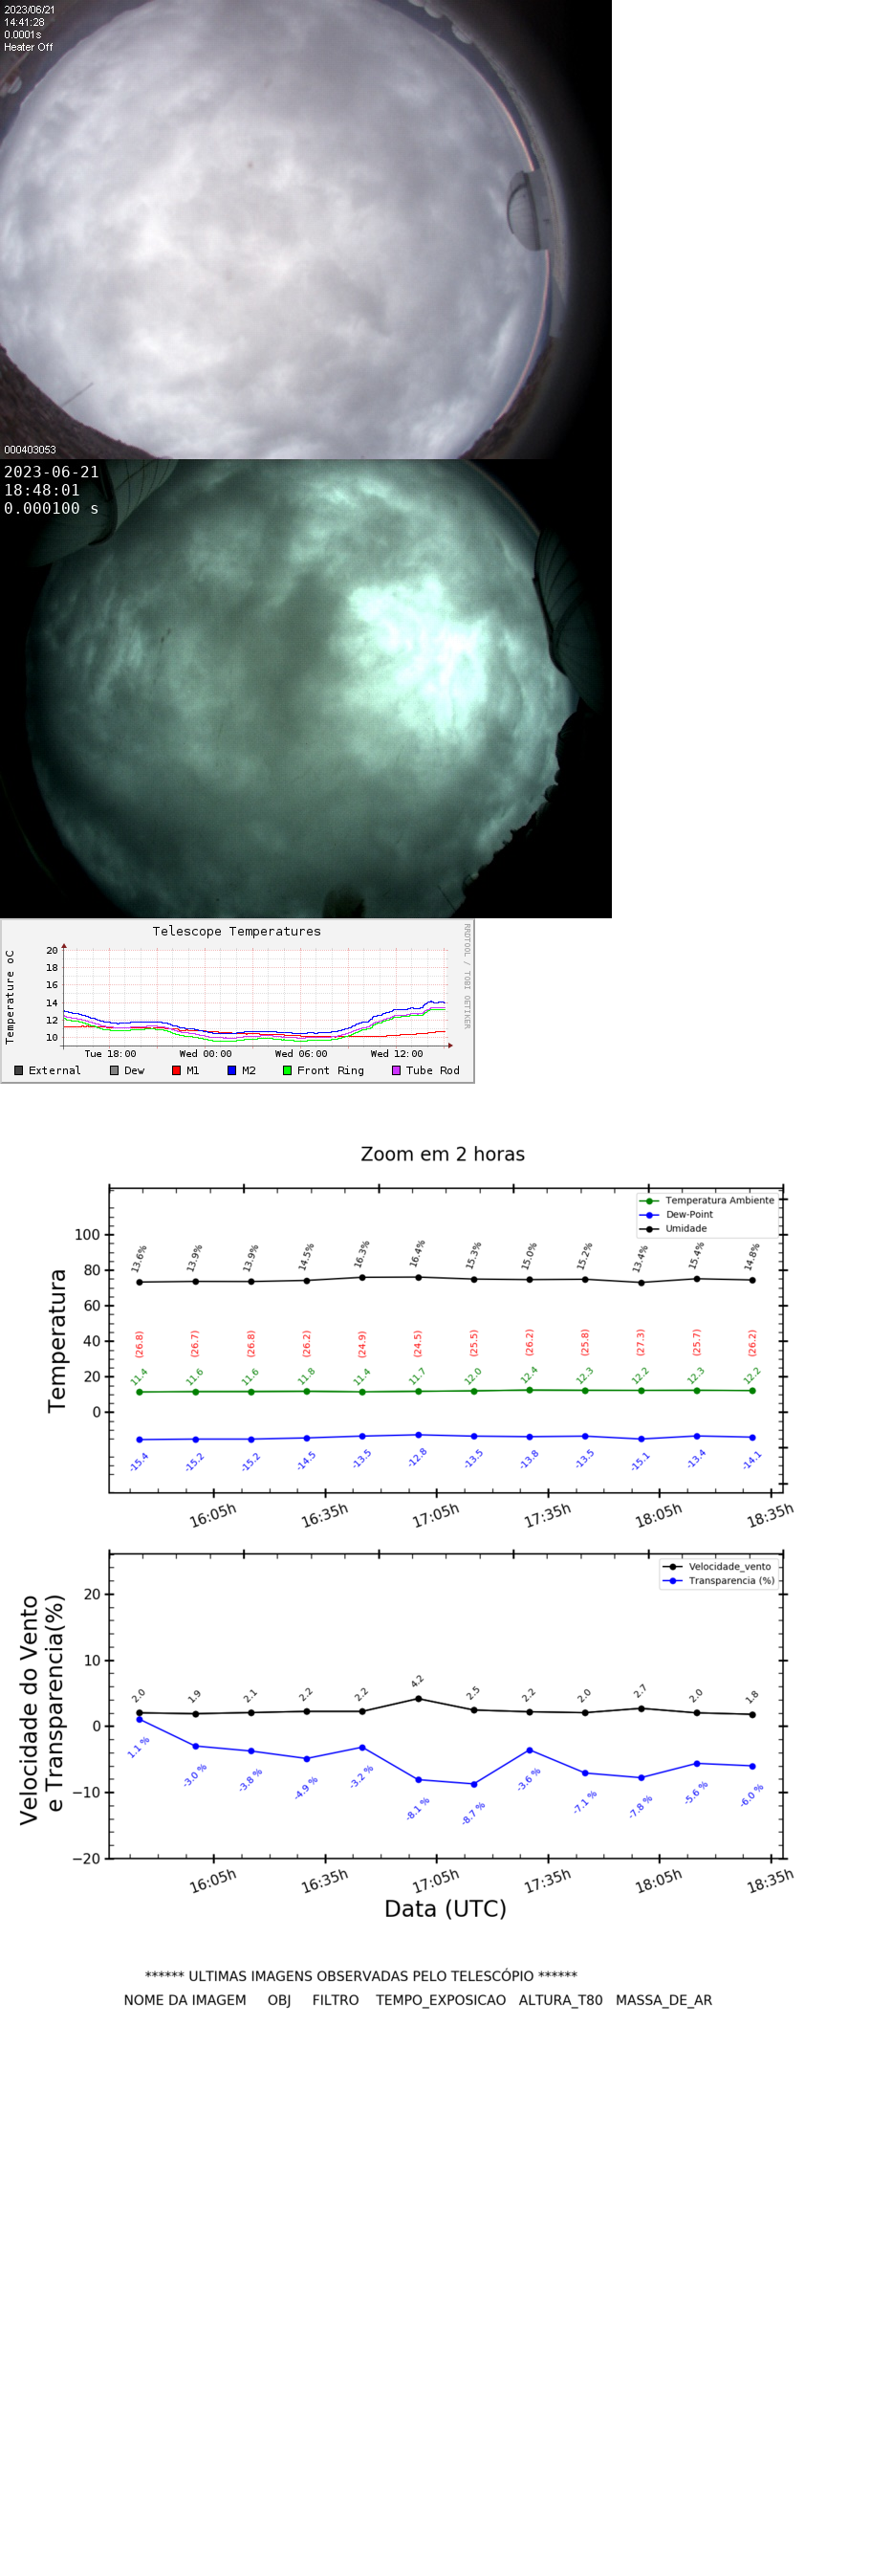 2023/06/21
14:41:28
0.0001s
Heater Off
000403053
2023-06-21
18:48:01
0.000100 s
Telescope Temperatures
RRDTOOL / TOBI OETIKER
Temperature oC
20
18
16
14
12
10
Tue 18:00 Wed 00:00 Wed 06:00 Wed 12:00
External Dew M1 M2 Front Ring Tube Rod
Zoom em 2 horas
Temperatura Ambiente
Dew-Point
Umidade
Temperatura
100
80
60
40
20
0
13.6% 13.9% 13.9% 14.5% 16.3% 16.4% 15.3% 15.0% 15.2% 13.4% 15.4% 14.8%
(26.8) (26.7) (26.8) (26.2) (24.9) (24.5) (25.5) (26.2) (25.8) (27.3) (25.7) (26.2)
11.4 11.6 11.6 11.8 11.4 11.7 12.0 12.4 12.3 12.2 12.3 12.2
-15.4 -15.2 -15.2 -14.5 -13.5 -12.8 -13.5 -13.8 -13.5 -15.1 -13.4 -14.1
16:05h 16:35h 17:05h 17:35h 18:05h 18:35h
Velocidade_vento
Transparencia (%)
Velocidade do Vento
e Transparencia(%)
20
10
0
−10
−20
2.0 1.9 2.1 2.2 2.2 4.2 2.5 2.2 2.0 2.7 2.0 1.8
1.1 % -3.0 % -3.8 % -4.9 % -3.2 % -8.1 % -8.7 % -3.6 % -7.1 % -7.8 % -5.6 % -6.0 %
16:05h 16:35h 17:05h 17:35h 18:05h 18:35h
Data (UTC)
****** ULTIMAS IMAGENS OBSERVADAS PELO TELESCÓPIO ******
NOME DA IMAGEM OBJ FILTRO TEMPO_EXPOSICAO ALTURA_T80 MASSA_DE_AR